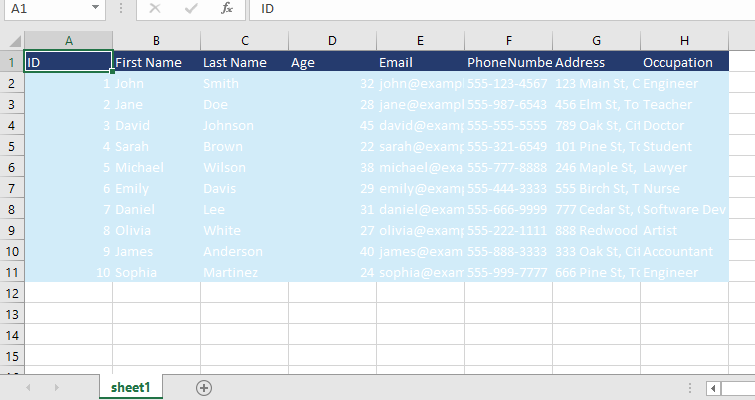 A1 fx ID
A B C D E F G H
1 ID First Name Last Name Age Email PhoneNumbe Address Occupation
2 1 John Smith 32 john@exampl 555-123-4567 123 Main St, C Engineer
3 2 Jane Doe 28 jane@exampl 555-987-6543 456 Elm St, To Teacher
4 3 David Johnson 45 david@examp 555-555-5555 789 Oak St, Cit Doctor
5 4 Sarah Brown 22 sarah@examp 555-321-6549 101 Pine St, To Student
6 5 Michael Wilson 38 michael@exa 555-777-8888 246 Maple St, Lawyer
7 6 Emily Davis 29 emily@examp 555-444-3333 555 Birch St, T Nurse
8 7 Daniel Lee 31 daniel@exam 555-666-9999 777 Cedar St, Software Dev
9 8 Olivia White 27 olivia@examp 555-222-1111 888 Redwood Artist
10 9 James Anderson 40 james@exam 555-888-3333 333 Oak St, Cit Accountant
11 10 Sophia Martinez 24 sophia@exam 555-999-7777 666 Pine St, To Engineer
12
13
14
15
sheet1